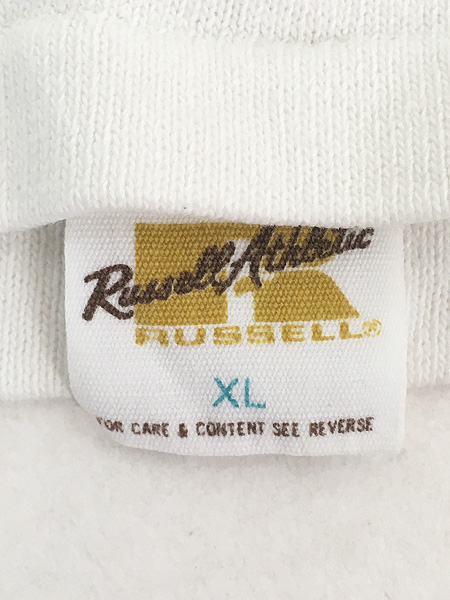 Russell Athletic
RUSSELL®
XL
FOR CARE & CONTENT SEE REVERSE